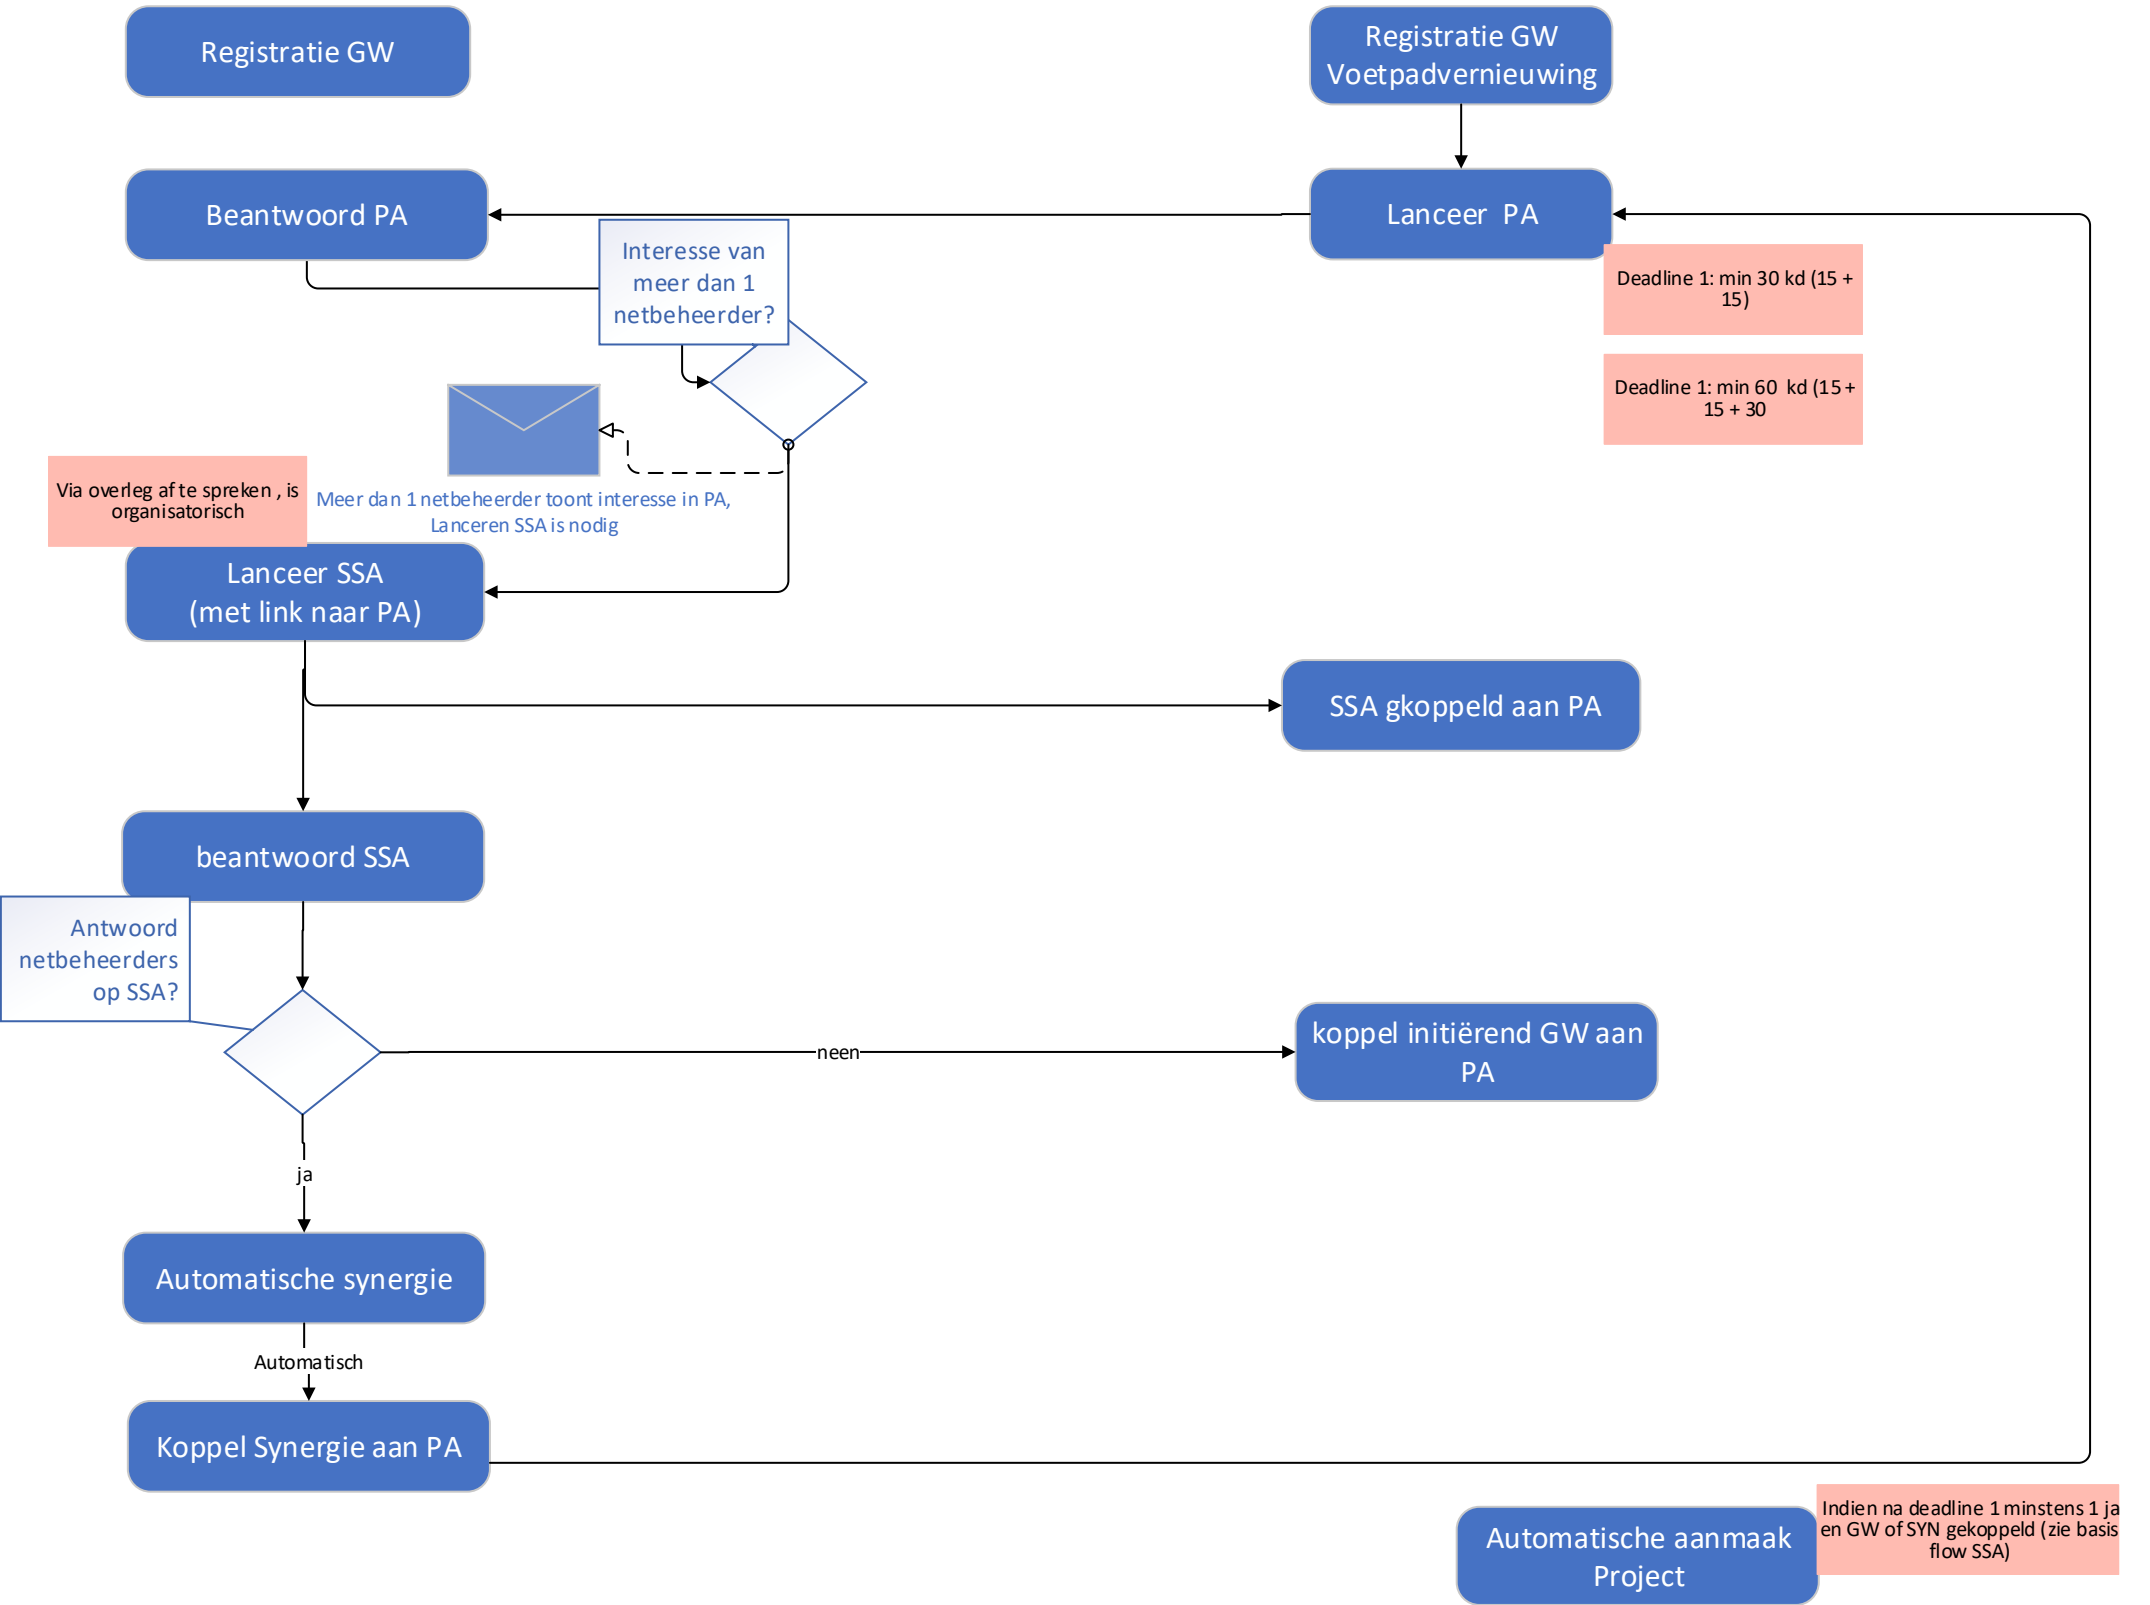 Registratie GW
Registratie GW
Voetpadvernieuwing
Beantwoord PA
Lanceer  PA
Interesse van
meer dan 1
netbeheerder?
Deadline 1: min 30 kd (15 +
15)
Deadline 1: min 60  kd (15 +
15 + 30
Via overleg af te spreken , is
organisatorisch
Meer dan 1 netbeheerder toont interesse in PA,
Lanceren SSA is nodig
Lanceer SSA
(met link naar PA)
SSA gkoppeld aan PA
beantwoord SSA
Antwoord
netbeheerders
op SSA?
neen
koppel initiërend GW aan
PA
ja
Automatische synergie
Automatisch
Koppel Synergie aan PA
Automatische aanmaak
Project
Indien na deadline 1 minstens 1 ja
en GW of SYN gekoppeld (zie basis
flow SSA)